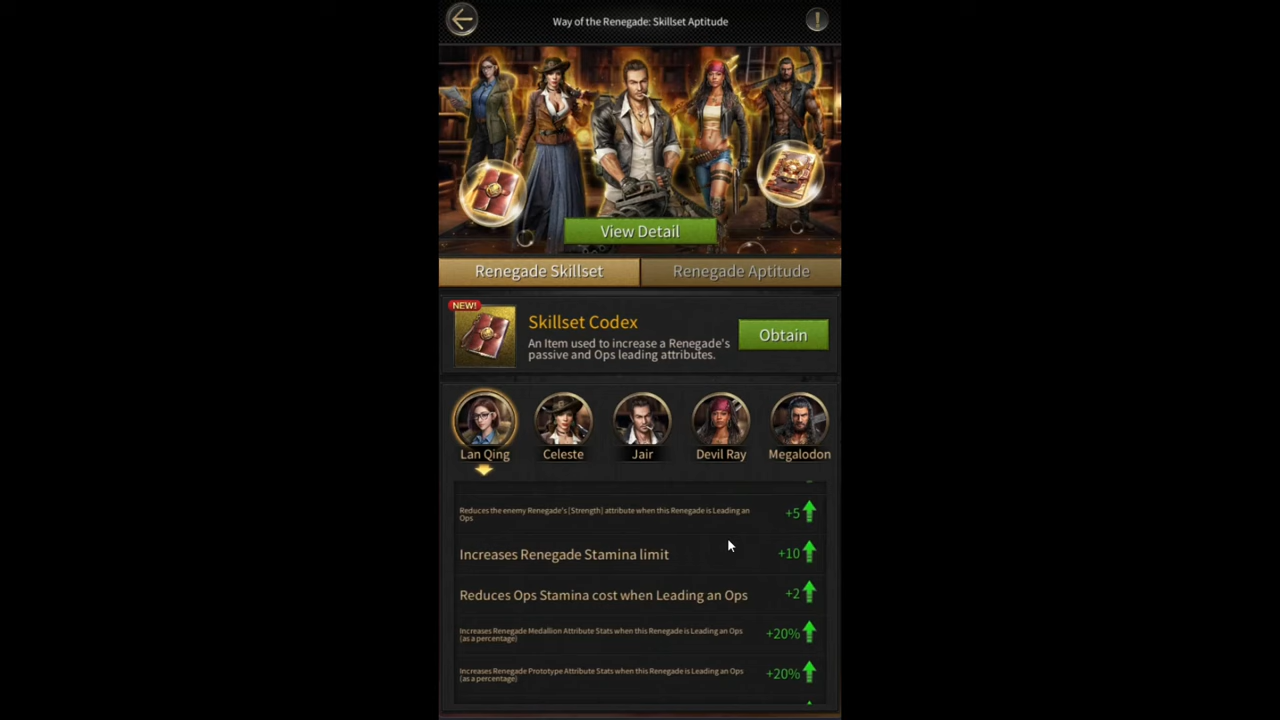 Way of the Renegade: Skillset Aptitude
View Detail
Renegade Skillset
Renegade Aptitude
NEW!
Skillset Codex
An Item used to increase a Renegade's
passive and Ops leading attributes.
Obtain
Lan Qing
Celeste
Jair
Devil Ray
Megalodon
Reduces the enemy Renegade's [Strength] attribute when this Renegade is Leading an
Ops
+5
Increases Renegade Stamina limit
+10
Reduces Ops Stamina cost when Leading an Ops
+2
Increases Renegade Medallion Attribute Stats when this Renegade is Leading an Ops
(as a percentage)
+20%
Increases Renegade Prototype Attribute Stats when this Renegade is Leading an Ops
(as a percentage)
+20%